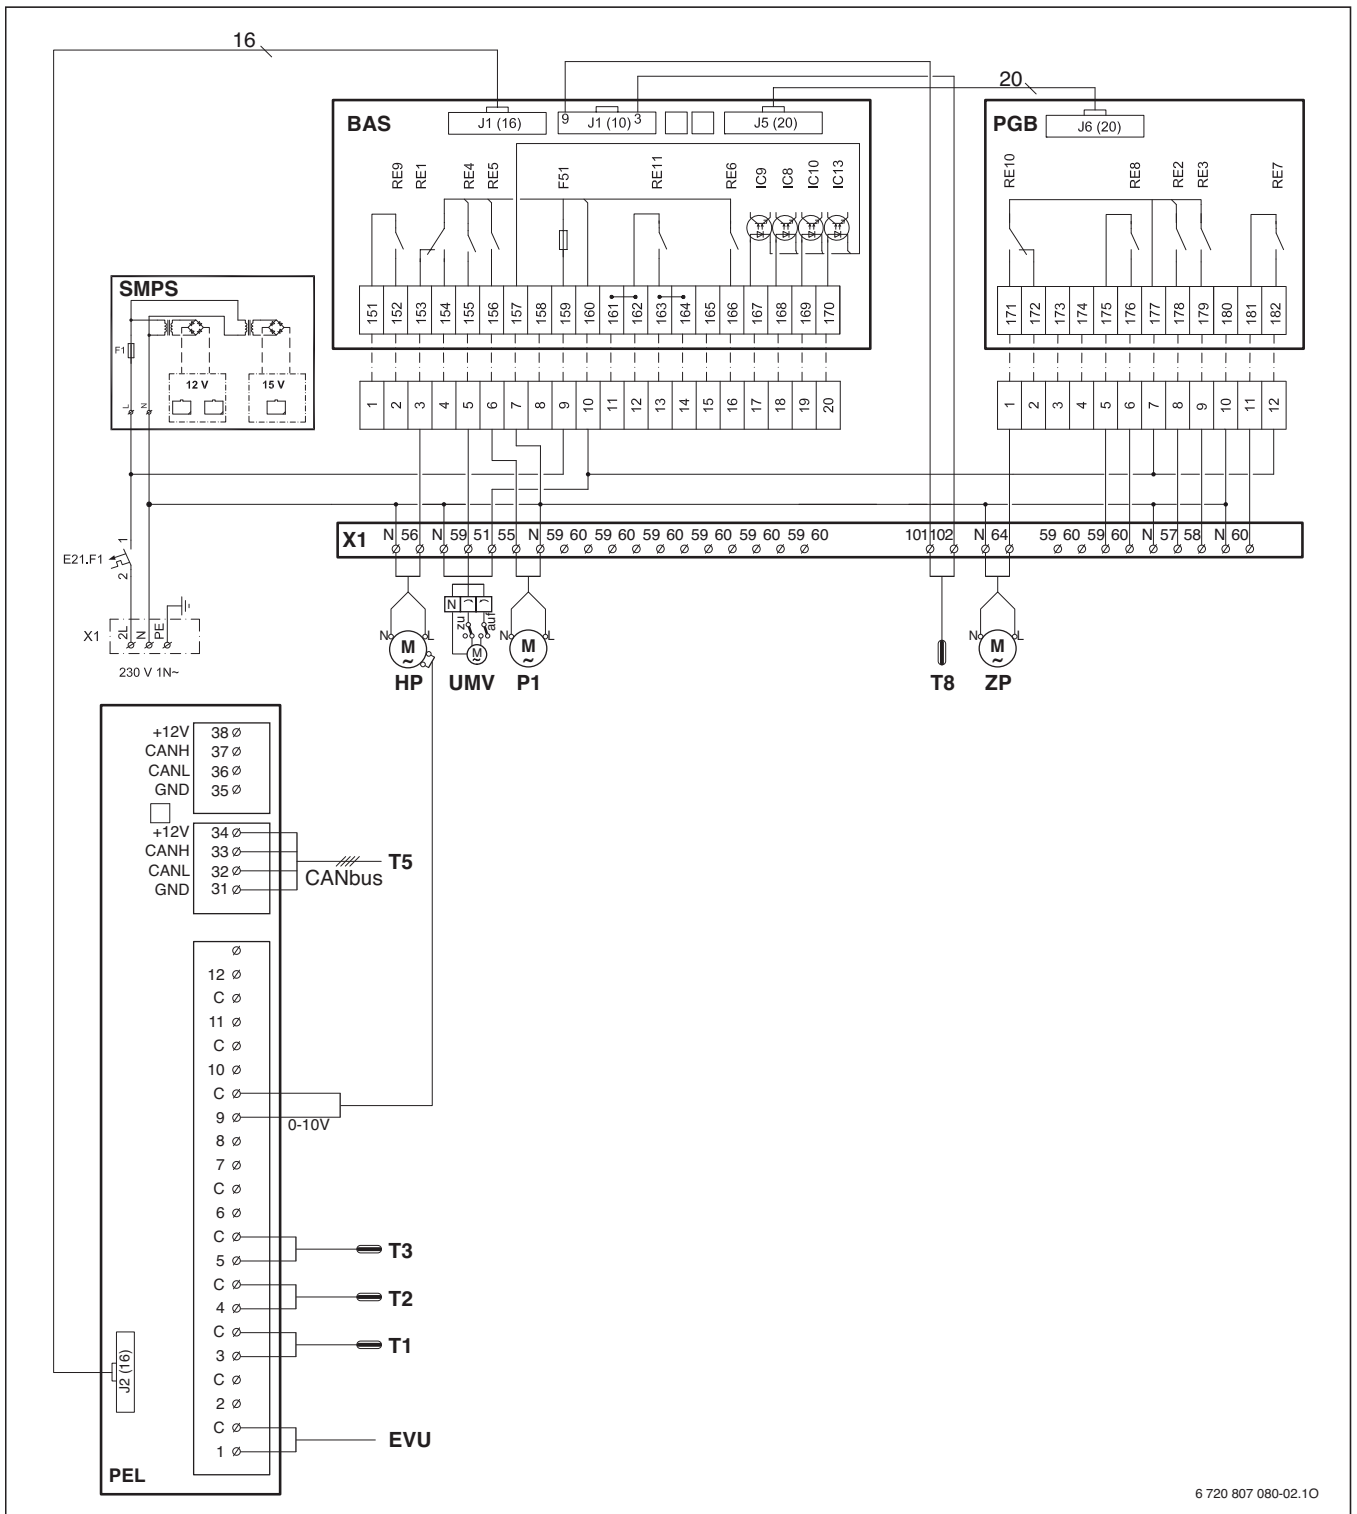 16
20
BAS
J1 (16)
9 J1 (10) 3
J5 (20)
PGB
J6 (20)
RE9 RE1 RE4 RE5 F51 RE11 RE6 IC9 IC8 IC10 IC13
RE10 RE8 RE2 RE3 RE7
SMPS
F1
12 V 15 V
L N
151 152 153 154 155 156 157 158 159 160 161 162 163 164 165 166 167 168 169 170
171 172 173 174 175 176 177 178 179 180 181 182
1 2 3 4 5 6 7 8 9 10 11 12 13 14 15 16 17 18 19 20
1 2 3 4 5 6 7 8 9 10 11 12
X1 N 56 N 59 51 55 N 59 60 59 60 59 60 59 60 59 60 59 60 101 102 N 64 59 60 59 60 N 57 58 N 60
E21.F1
1
2
X1 2L N PE
230 V 1N~
N L
M
~
HP
N
zu auf
M
~
UMV
N L
M
~
P1
T8
N L
M
~
ZP
+12V 38
CANH 37
CANL 36
GND 35
+12V 34
CANH 33
CANL 32
GND 31
T5
CANbus
12
C
11
C
10
C
9
0-10V
8
7
C
6
C
5
T3
C
4
T2
C
3
T1
C
2
C
1
EVU
J2 (16)
PEL
6 720 807 080-02.1O